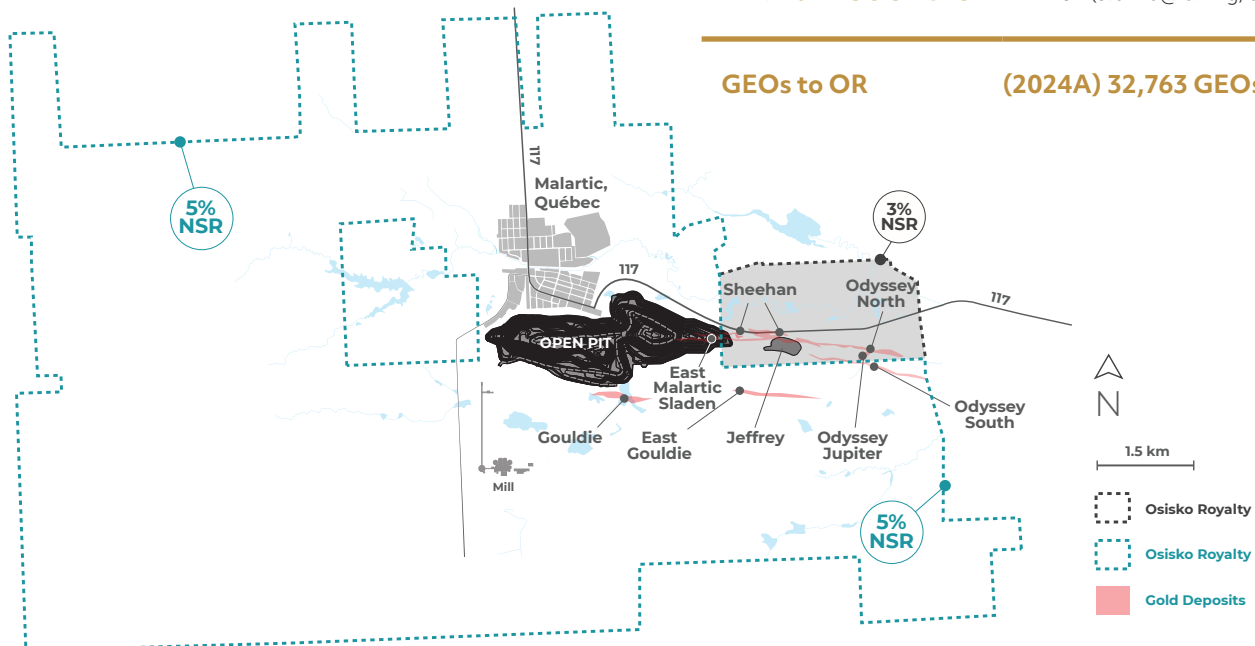 GEOs to OR
(2024A) 32,763 GEOs
117
Malartic,
Québec
5%
NSR
3%
NSR
117
Sheehan
Odyssey
North
117
OPEN PIT
East
Malartic
Sladen
N
Odyssey
South
Gouldie
East
Gouldie
Jeffrey
Odyssey
Jupiter
1.5 km
Mill
5%
NSR
Osisko Royalty
Osisko Royalty
Gold Deposits